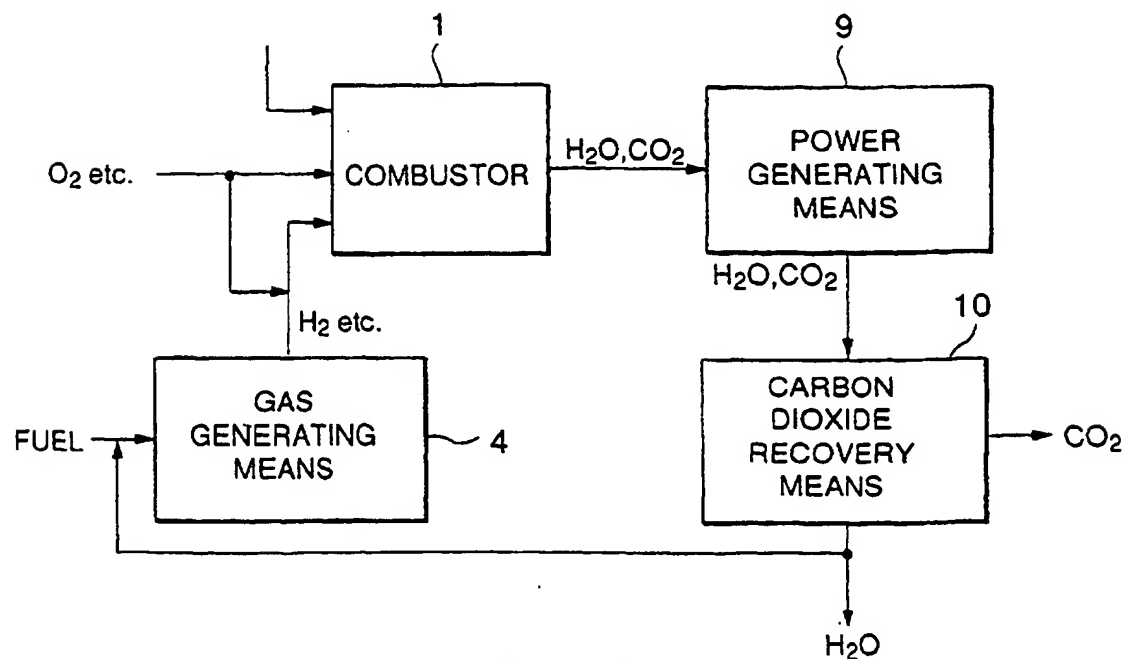 1
9
O₂ etc.
COMBUSTOR
H₂O,CO₂
POWER
GENERATING
MEANS
H₂O,CO₂
10
H₂ etc.
FUEL
GAS
GENERATING
MEANS
4
CARBON
DIOXIDE
RECOVERY
MEANS
CO₂
H₂O